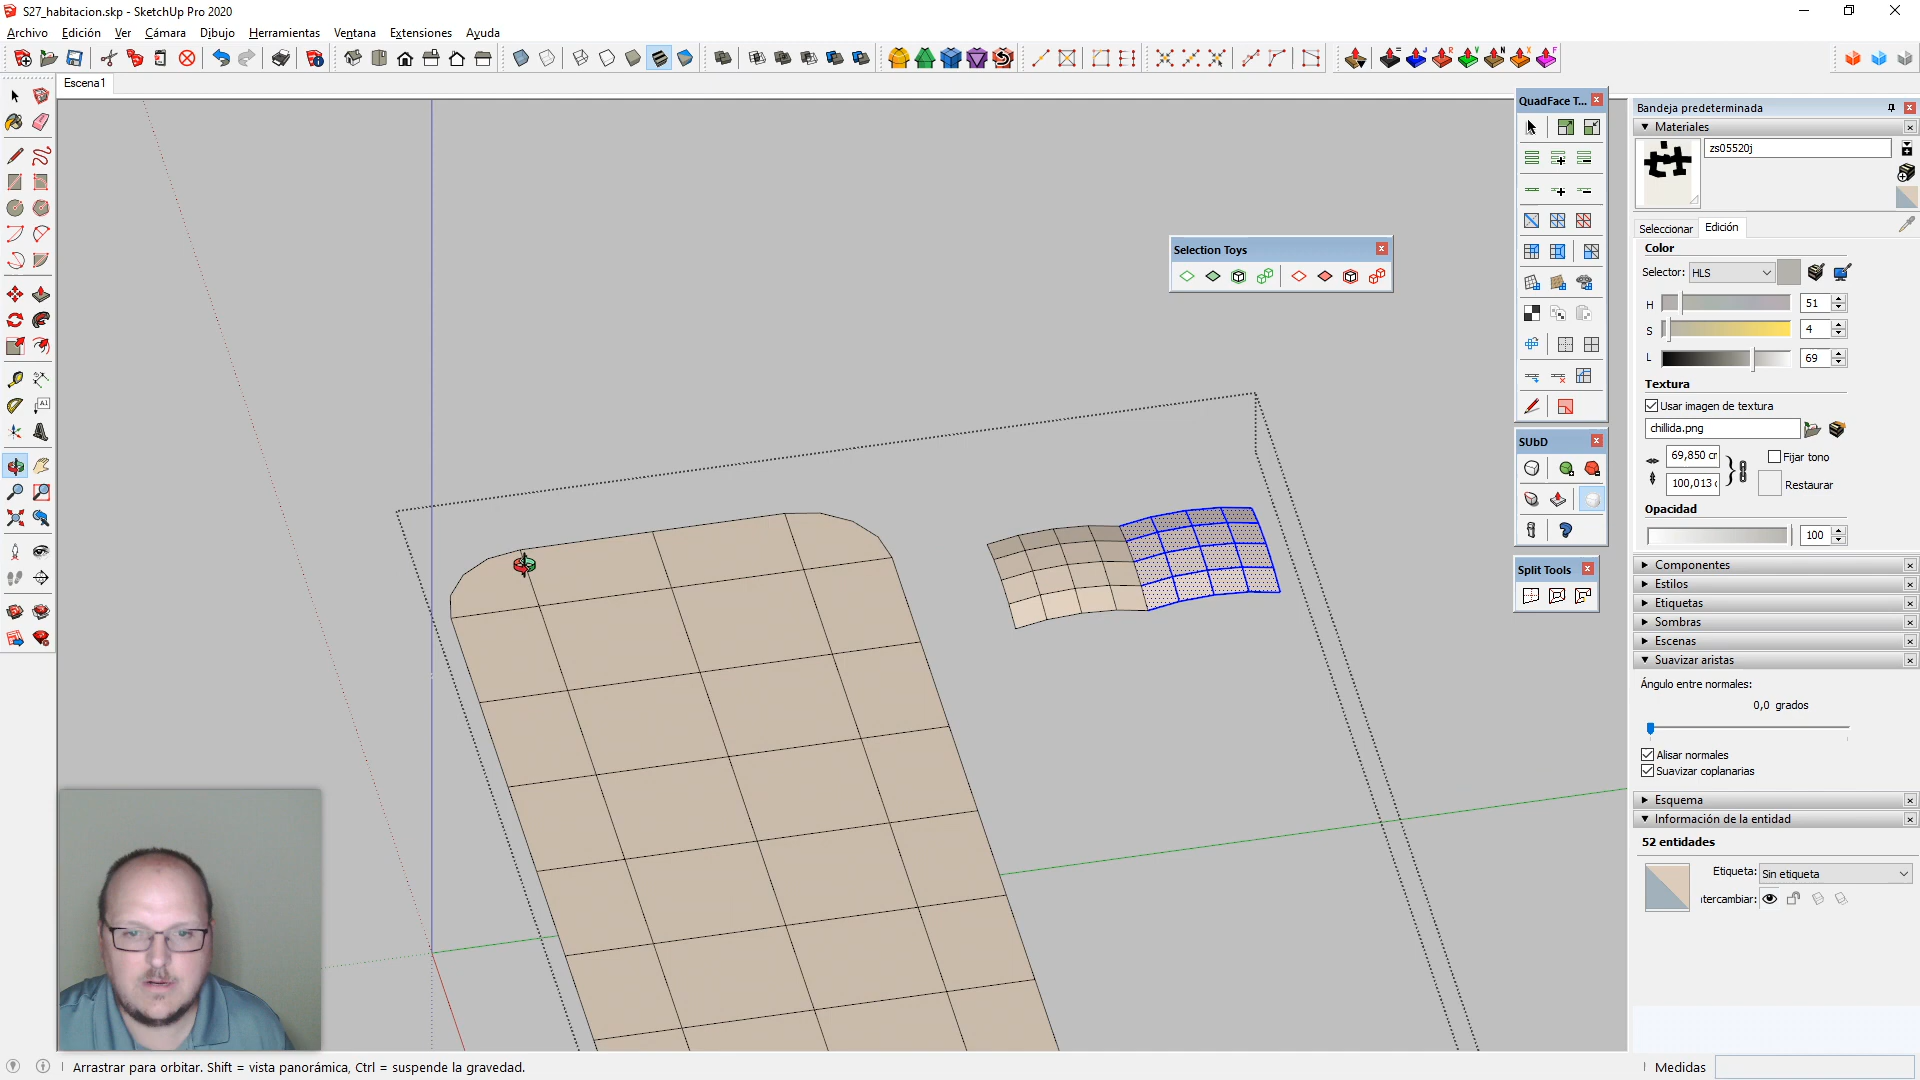 S27_habitacion.skp - SketchUp Pro 2020
Archivo Edición Ver Cámara Dibujo Herramientas Ventana Extensiones Ayuda
Escena1
QuadFace T...
Bandeja predeterminada
Materiales
zs05520j
Seleccionar Edición
Color
Selector: HLS
H 51
S 4
L 69
Textura
Usar imagen de textura
chillida.png
69,850 cr
Fijar tono
100,013
Restaurar
Opacidad
100
Selection Toys
SUbD
Split Tools
Componentes
Estilos
Etiquetas
Sombras
Escenas
Suavizar aristas
Ángulo entre normales:
0,0 grados
Alisar normales
Suavizar coplanarias
Esquema
Información de la entidad
52 entidades
Etiqueta: Sin etiqueta
ntercambiar:
Arrastrar para orbitar. Shift = vista panorámica, Ctrl = suspende la gravedad.
Medidas